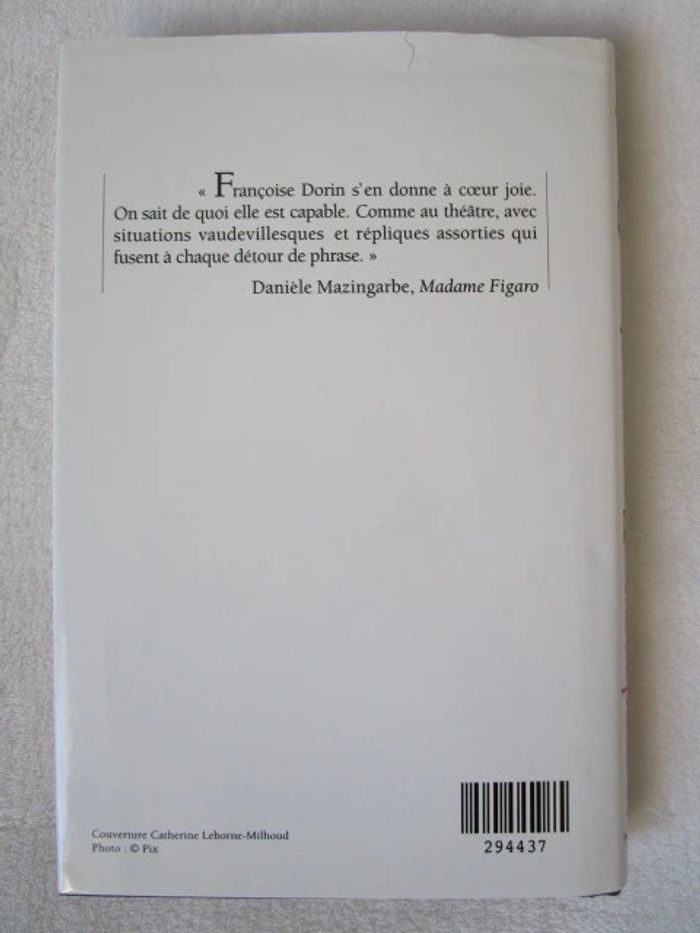 « Françoise Dorin s'en donne à cœur joie.
On sait de quoi elle est capable. Comme au théâtre, avec
situations vaudevillesques et répliques assorties qui
fusent à chaque détour de phrase. »
Danièle Mazingarbe, Madame Figaro
Couverture Catherine Leborne-Milhoud
Photo : © Pix
294437